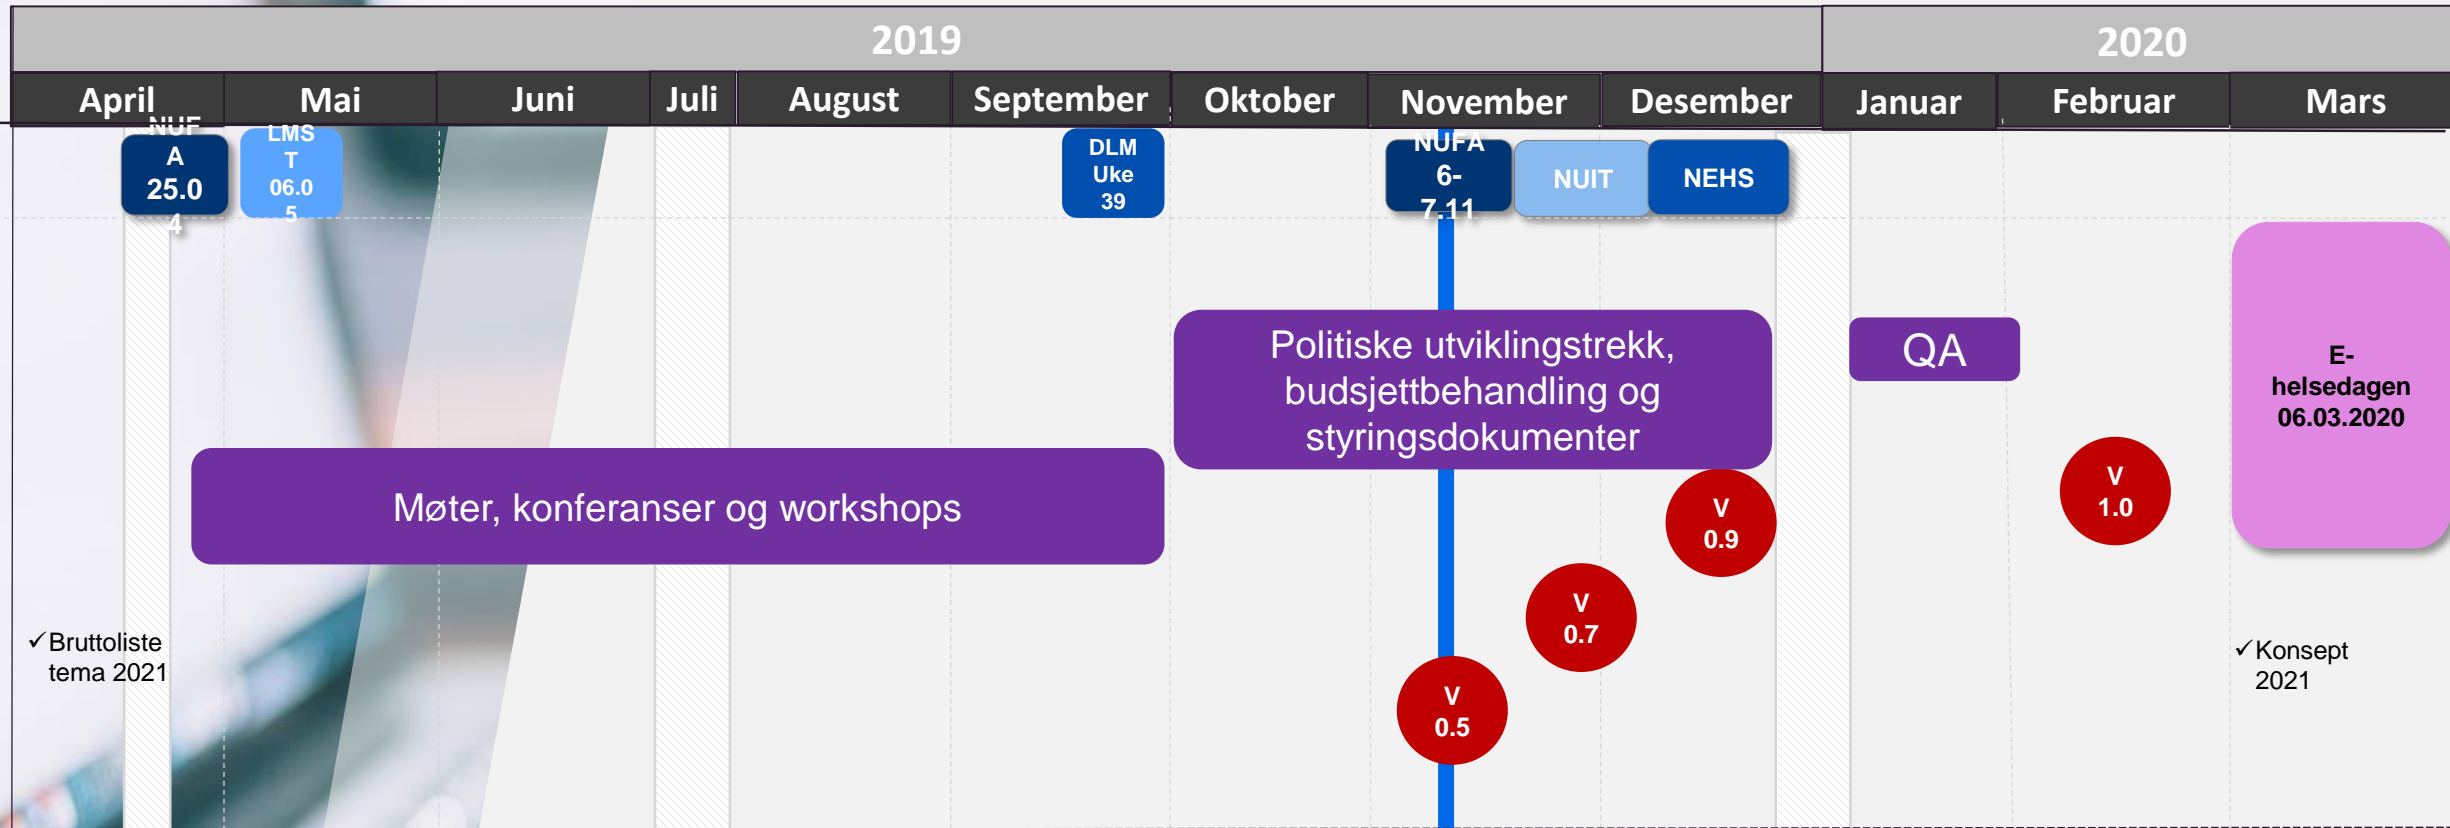 2019
2020
April
Mai
Juni
Juli
August
September
Oktober
November
Desember
Januar
Februar
Mars
NUF
A
25.0
4
LMS
T
06.0
5
DLM
Uke
39
NUFA
6-
7.11
NUIT
NEHS
Politiske utviklingstrekk,
budsjettbehandling og
styringsdokumenter
QA
E-
helsedagen
06.03.2020
Møter, konferanser og workshops
V
1.0
V
0.9
V
0.7
V
0.5
✓Bruttoliste
tema 2021
✓Konsept
2021